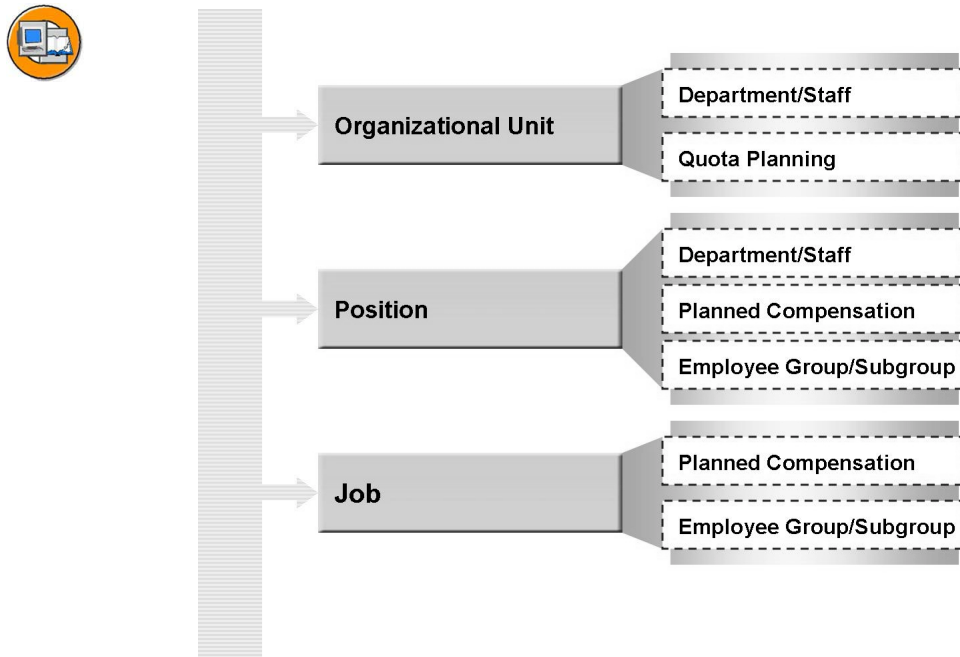 Organizational Unit
Department/Staff
Quota Planning
Position
Department/Staff
Planned Compensation
Employee Group/Subgroup
Job
Planned Compensation
Employee Group/Subgroup